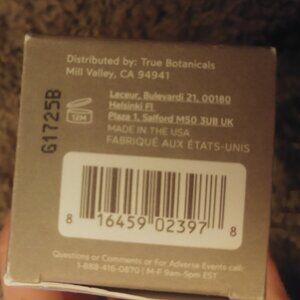 Distributed by: True Botanicals
Mill Valley, CA 94941
G1725B
12M
Laceur, Bulevardi 21, 00180
Helsinki FI
Plaza 1, Salford M50 3UB UK
MADE IN THE USA
FABRIQUÉ AUX ÉTATS-UNIS
8 16459 02397 8
Questions or Comments or For Adverse Events call:
1-888-416-0870 | M-F 9am-5pm EST